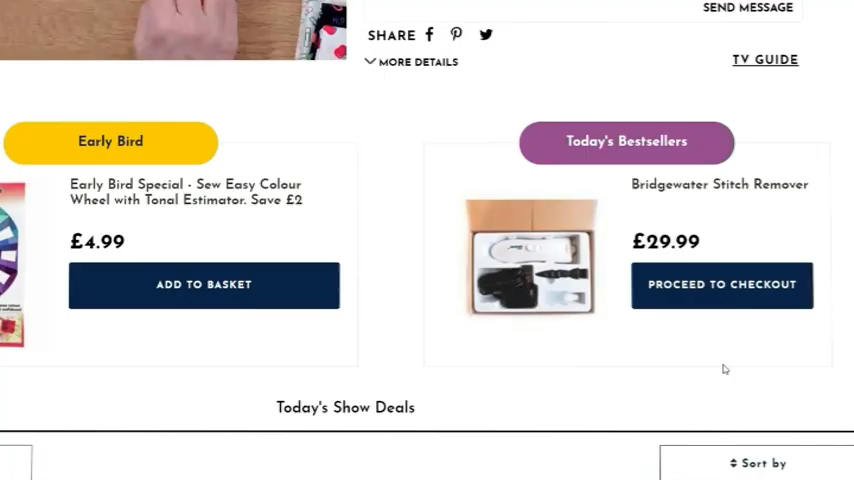 SEND MESSAGE
SHARE
MORE DETAILS
TV GUIDE
Early Bird
Early Bird Special - Sew Easy Colour
Wheel with Tonal Estimator. Save £2
£4.99
ADD TO BASKET
Today's Bestsellers
Bridgewater Stitch Remover
£29.99
PROCEED TO CHECKOUT
Today's Show Deals
Sort by